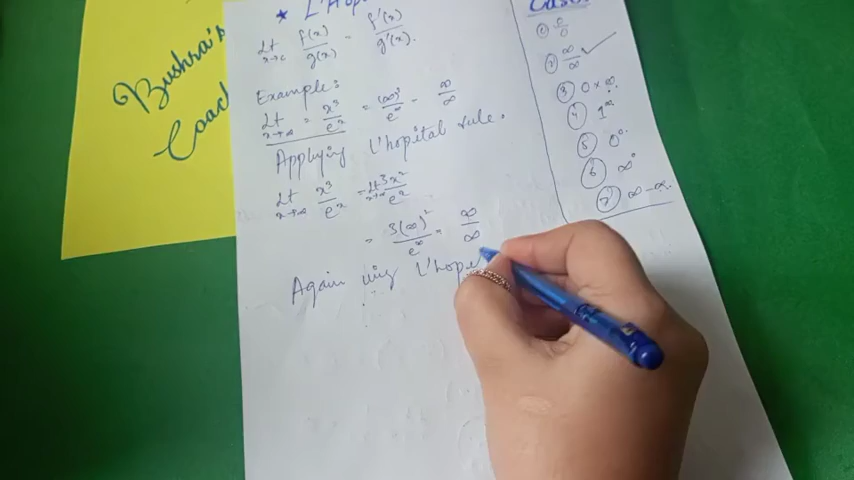 Bushra's
Coach
* L'Hop
Lt x→c f(x)/g(x) = f'(x)/g'(x).
Example:
Lt x→∞ = x³/eˣ = (∞)³/e^∞ = ∞/∞
Applying L'hopital rule.
Lt x→∞ x³/eˣ = Lt x→∞ 3x²/eˣ
= 3(∞)²/e^∞ = ∞/∞
Again using L'hope
Cases
① 0/0
② ∞/∞ ✓
③ 0×∞.
④ 1^∞.
⑤ 0⁰.
⑥ ∞⁰
⑦ ∞-∞.